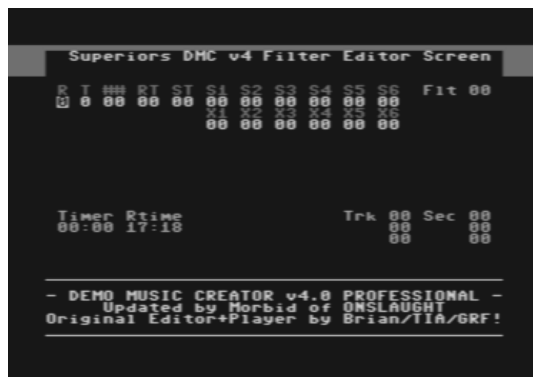 Superiors DMC v4 Filter Editor Screen
R T ## RT ST S1 S2 S3 S4 S5 S6 Flt 00
0 0 00 00 00 00 00 00 00 00 00
X1 X2 X3 X4 X5 X6
00 00 00 00 00 00
Timer Rtime Trk 00 Sec 00
00:00 17:18 00 00
00 00
- DEMO MUSIC CREATOR v4.0 PROFESSIONAL -
Updated by Morbid of ONSLAUGHT
Original Editor+Player by Brian/TIA/GRF!